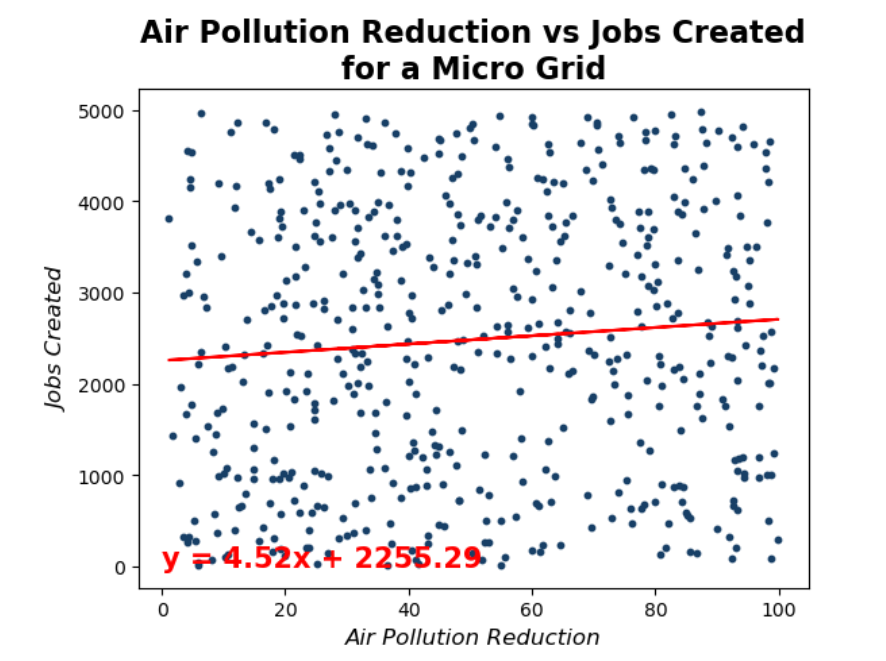 Air Pollution Reduction vs Jobs Created
for a Micro Grid
Jobs Created
5000
4000
3000
2000
1000
0
y = 4.52x + 2255.29
0 20 40 60 80 100
Air Pollution Reduction